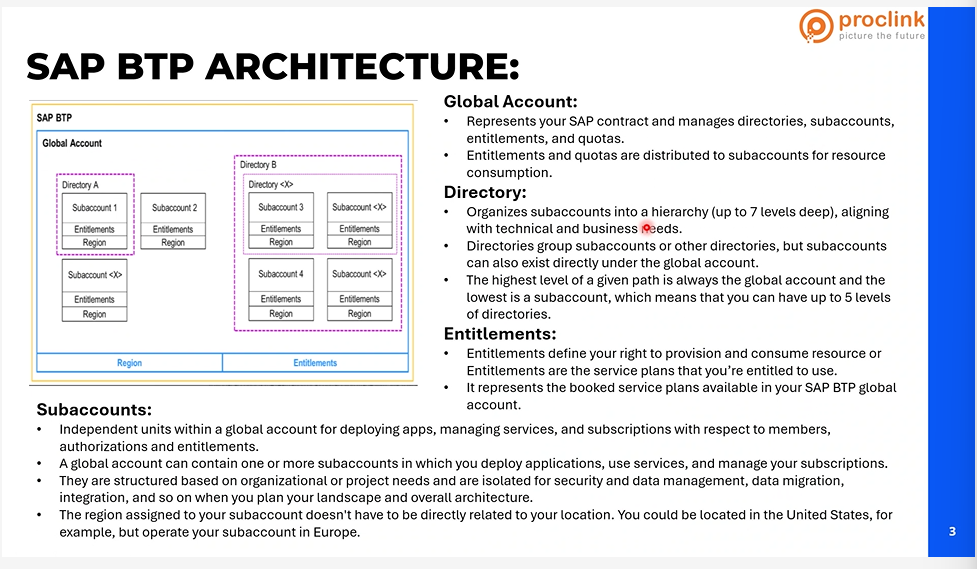 proclink
picture the future
SAP BTP ARCHITECTURE:
SAP BTP
Global Account
Directory A
Subaccount 1
Entitlements
Region
Subaccount 2
Entitlements
Region
Subaccount <X>
Entitlements
Region
Directory B
Directory <X>
Subaccount 3
Entitlements
Region
Subaccount <X>
Entitlements
Region
Subaccount 4
Entitlements
Region
Subaccount <X>
Entitlements
Region
Region
Entitlements
Global Account:
• Represents your SAP contract and manages directories, subaccounts,
entitlements, and quotas.
• Entitlements and quotas are distributed to subaccounts for resource
consumption.
Directory:
• Organizes subaccounts into a hierarchy (up to 7 levels deep), aligning
with technical and business needs.
• Directories group subaccounts or other directories, but subaccounts
can also exist directly under the global account.
• The highest level of a given path is always the global account and the
lowest is a subaccount, which means that you can have up to 5 levels
of directories.
Entitlements:
• Entitlements define your right to provision and consume resource or
Entitlements are the service plans that you're entitled to use.
• It represents the booked service plans available in your SAP BTP global
account.
Subaccounts:
• Independent units within a global account for deploying apps, managing services, and subscriptions with respect to members,
authorizations and entitlements.
• A global account can contain one or more subaccounts in which you deploy applications, use services, and manage your subscriptions.
• They are structured based on organizational or project needs and are isolated for security and data management, data migration,
integration, and so on when you plan your landscape and overall architecture.
• The region assigned to your subaccount doesn't have to be directly related to your location. You could be located in the United States, for
example, but operate your subaccount in Europe.
3